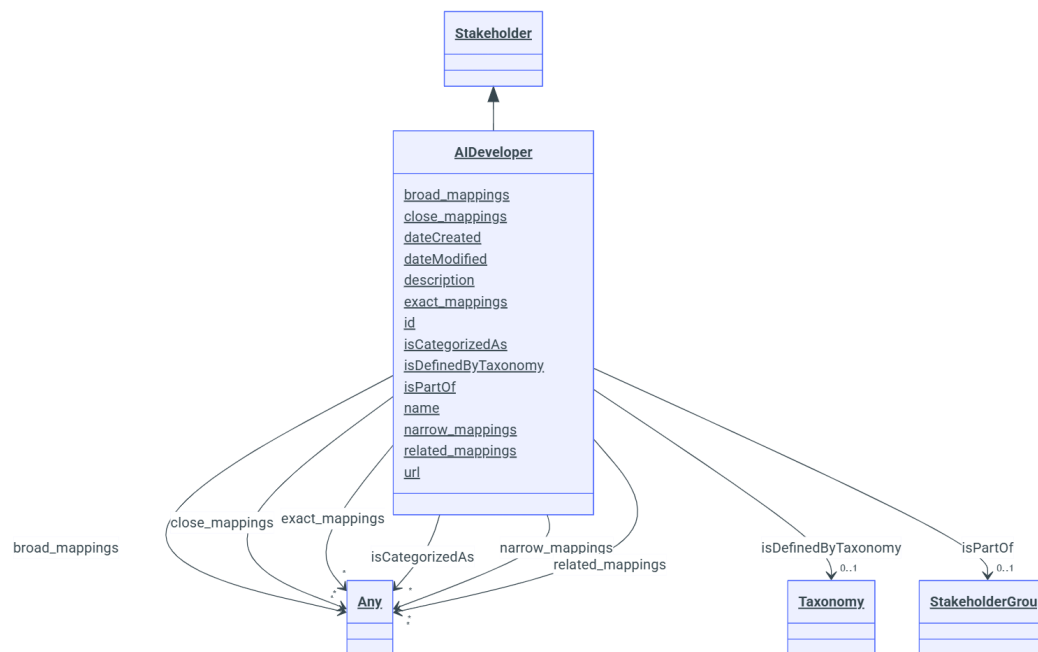 Stakeholder
AIDeveloper
broad_mappings
close_mappings
dateCreated
dateModified
description
exact_mappings
id
isCategorizedAs
isDefinedByTaxonomy
isPartOf
name
narrow_mappings
related_mappings
url
broad_mappings
close_mappings
exact_mappings
isCategorizedAs
narrow_mappings
related_mappings
isDefinedByTaxonomy
isPartOf
*
*
*
*
*
*
0..1
0..1
Any
Taxonomy
StakeholderGrou